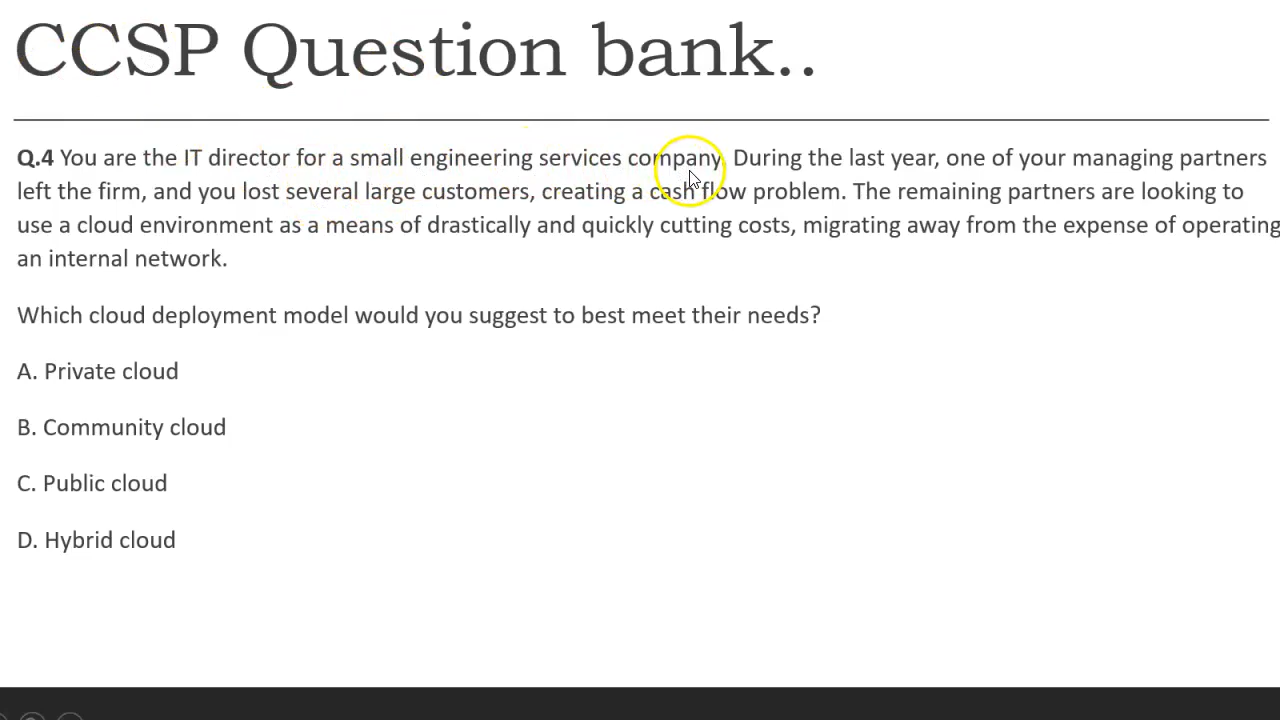 CCSP Question bank..
Q.4 You are the IT director for a small engineering services company. During the last year, one of your managing partners
left the firm, and you lost several large customers, creating a cash flow problem. The remaining partners are looking to
use a cloud environment as a means of drastically and quickly cutting costs, migrating away from the expense of operating
an internal network.
Which cloud deployment model would you suggest to best meet their needs?
A. Private cloud
B. Community cloud
C. Public cloud
D. Hybrid cloud